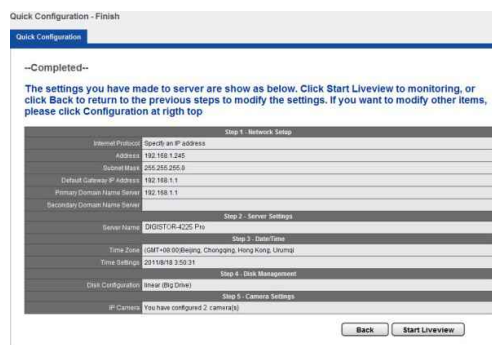 Quick Configuration - Finish
Quick Configuration
--Completed--
The settings you have made to server are show as below. Click Start Liveview to monitoring, or
click Back to return to the previous steps to modify the settings. If you want to modify other items,
please click Configuration at rigth top
Step 1 - Network Setup
Internet Protocol Specify an IP address
Address 192.168.1.245
Subnet Mask 255.255.255.0
Default Gateway IP Address 192.168.1.1
Primary Domain Name Server 192.168.1.1
Secondary Domain Name Server
Step 2 - Server Settings
Server Name DIGISTOR-4225 Pro
Step 3 - Date/Time
Time Zone (GMT+08:00)Beijing, Chongqing, Hong Kong, Urumqi
Time Settings 2011/8/18 3:50:31
Step 4 - Disk Management
Disk Configuration linear (Big Drive)
Step 5 - Camera Settings
IP Camera You have configured 2 camera(s)
Back Start Liveview